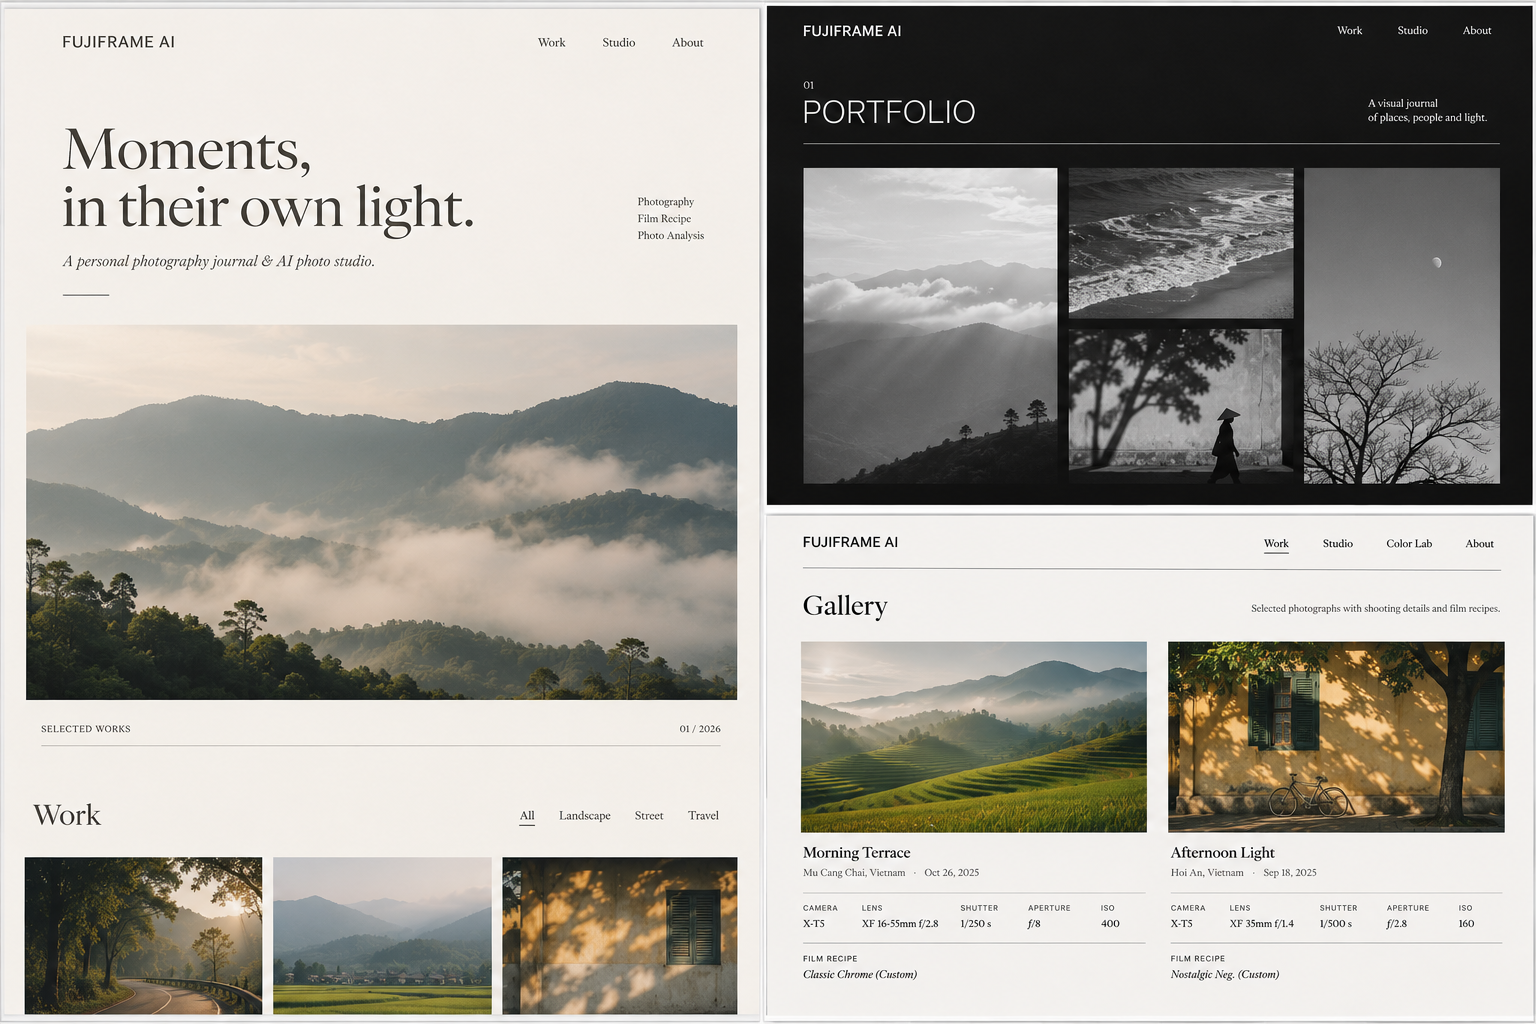 FUJIFRAME AI
Work Studio About
Moments,
in their own light.
A personal photography journal & AI photo studio.
Photography
Film Recipe
Photo Analysis
SELECTED WORKS
01 / 2026
Work
All Landscape Street Travel
FUJIFRAME AI
Work Studio About
01
PORTFOLIO
A visual journal
of places, people and light.
FUJIFRAME AI
Work Studio Color Lab About
Gallery
Selected photographs with shooting details and film recipes.
Morning Terrace
Mu Cang Chai, Vietnam · Oct 26, 2025
CAMERA LENS SHUTTER APERTURE ISO
X-T5 XF 16-55mm f/2.8 1/250 s f/8 400
FILM RECIPE
Classic Chrome (Custom)
Afternoon Light
Hoi An, Vietnam · Sep 18, 2025
CAMERA LENS SHUTTER APERTURE ISO
X-T5 XF 35mm f/1.4 1/500 s f/2.8 160
FILM RECIPE
Nostalgic Neg. (Custom)